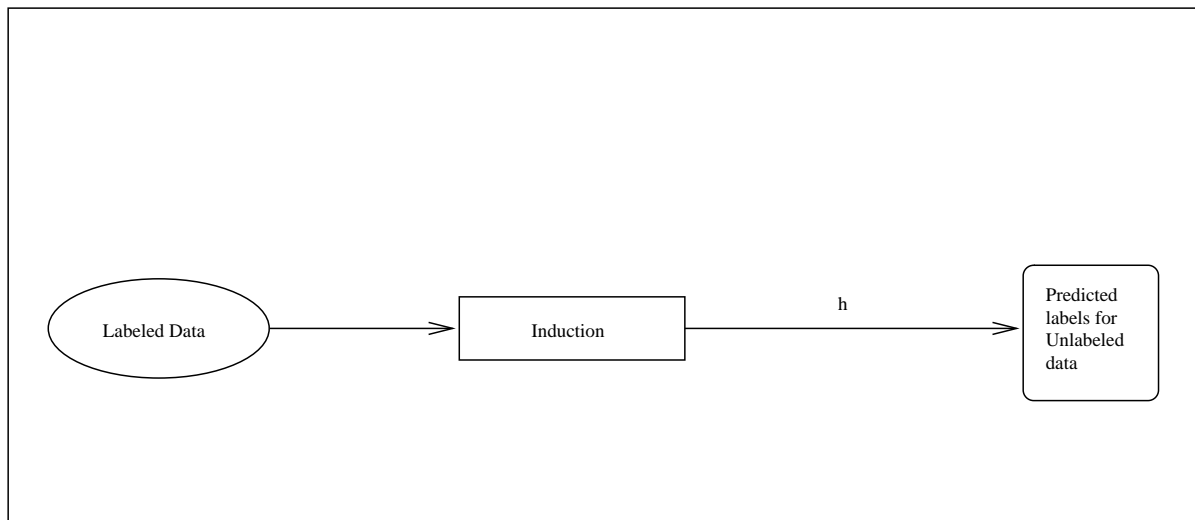 Labeled Data
Induction
h
Predicted
labels for
Unlabeled
data